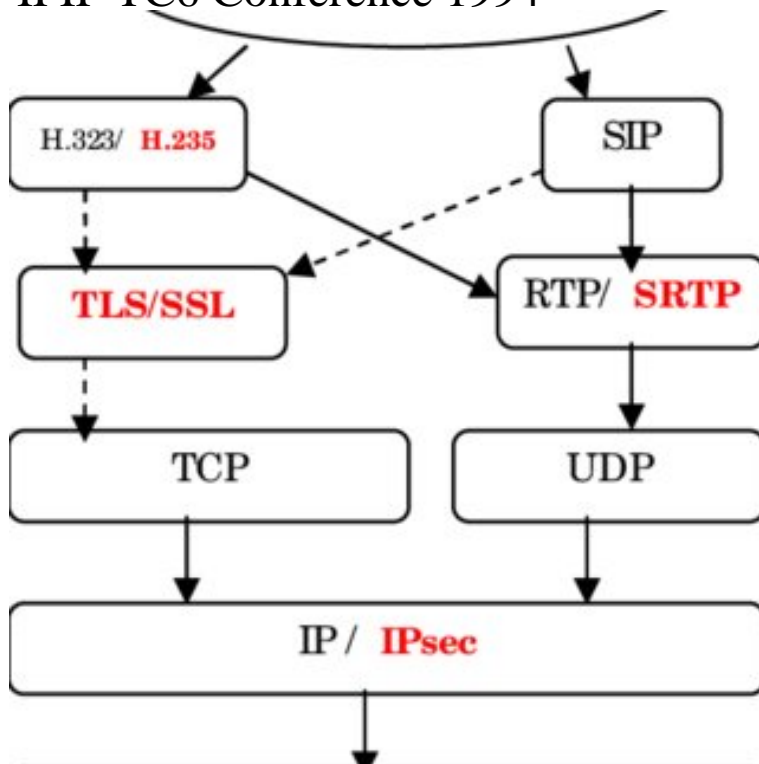 H.323/ H.235
SIP
TLS/SSL
RTP/ SRTP
TCP
UDP
IP / IPsec